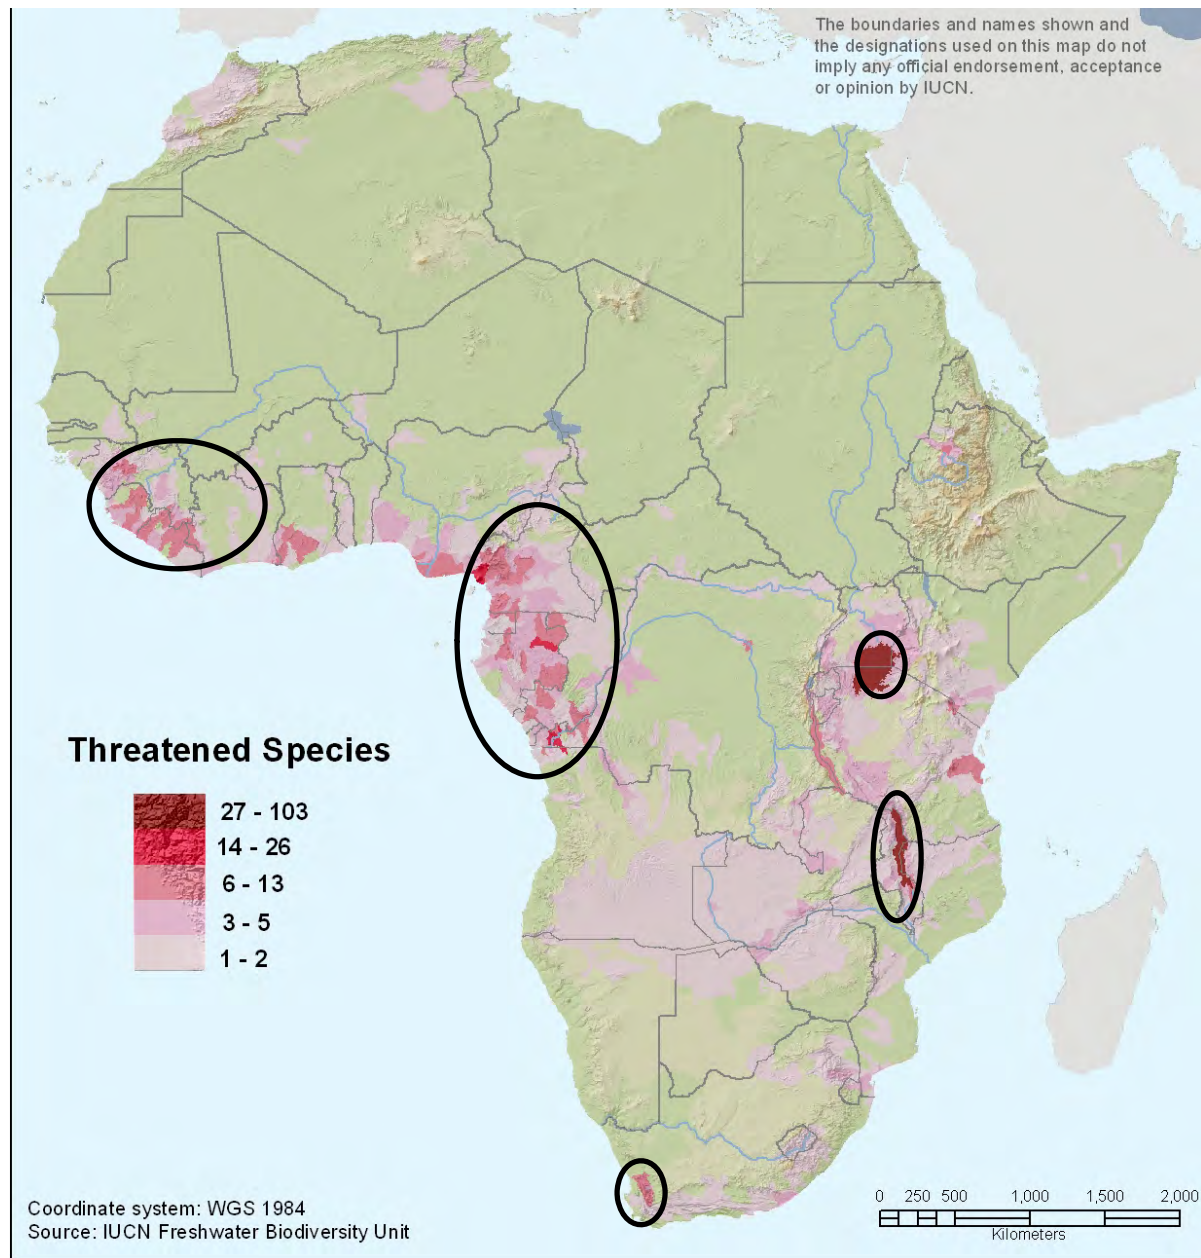 The boundaries and names shown and
the designations used on this map do not
imply any official endorsement, acceptance
or opinion by IUCN.
Threatened Species
27 - 103
14 - 26
6 - 13
3 - 5
1 - 2
Coordinate system: WGS 1984
Source: IUCN Freshwater Biodiversity Unit
0 250 500 1,000 1,500 2,000
Kilometers